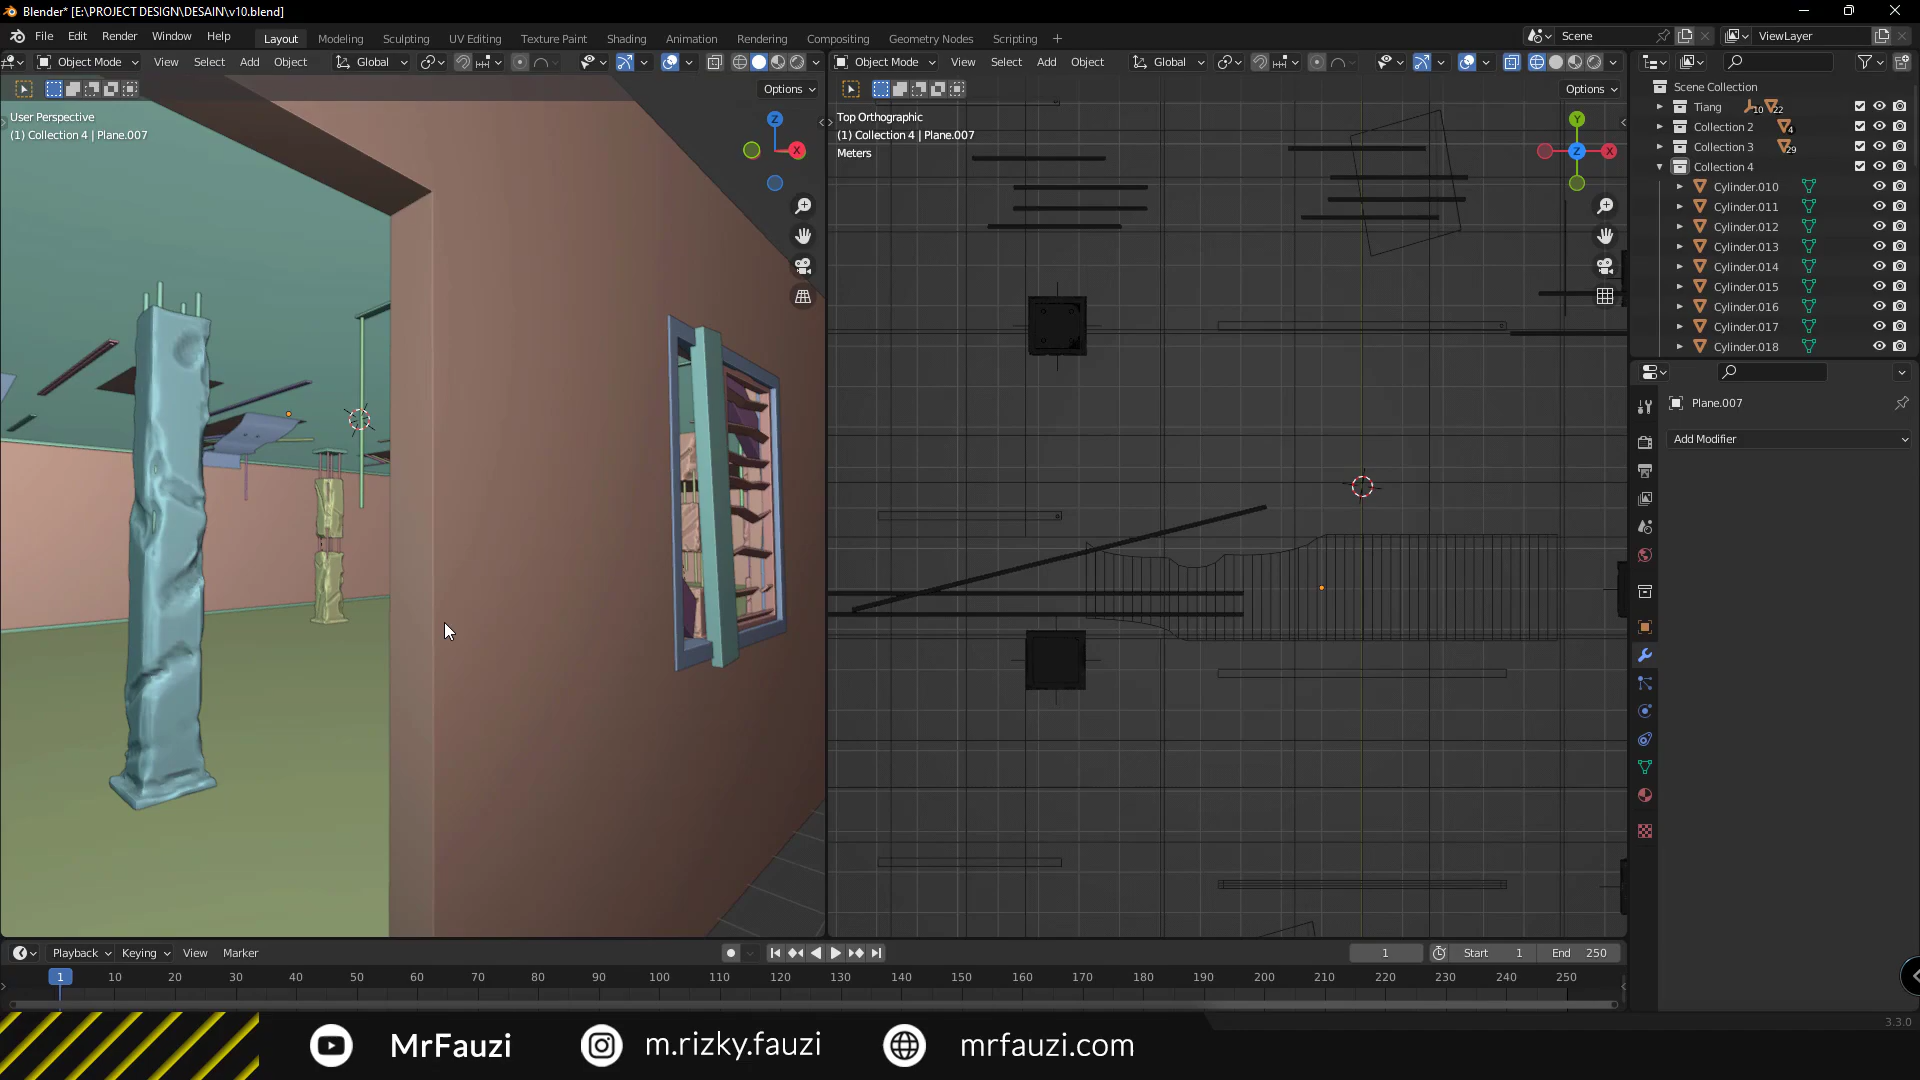 Blender* [E:\PROJECT DESIGN\DESAIN\v10.blend]
File Edit Render Window Help Layout Modeling Sculpting UV Editing Texture Paint Shading Animation Rendering Compositing Geometry Nodes Scripting + Scene ViewLayer
Object Mode View Select Add Object Global Object Mode View Select Add Object Global
Options Options
User Perspective
(1) Collection 4 | Plane.007
Z
X
Top Orthographic
(1) Collection 4 | Plane.007
Meters
Y
Z
X
Scene Collection
Tiang 10 22
Collection 2 4
Collection 3 29
Collection 4
Cylinder.010
Cylinder.011
Cylinder.012
Cylinder.013
Cylinder.014
Cylinder.015
Cylinder.016
Cylinder.017
Cylinder.018
Plane.007
Add Modifier
Playback Keying View Marker 1 Start 1 End 250
1 10 20 30 40 50 60 70 80 90 100 110 120 130 140 150 160 170 180 190 200 210 220 230 240 250
3.3.0
MrFauzi m.rizky.fauzi mrfauzi.com